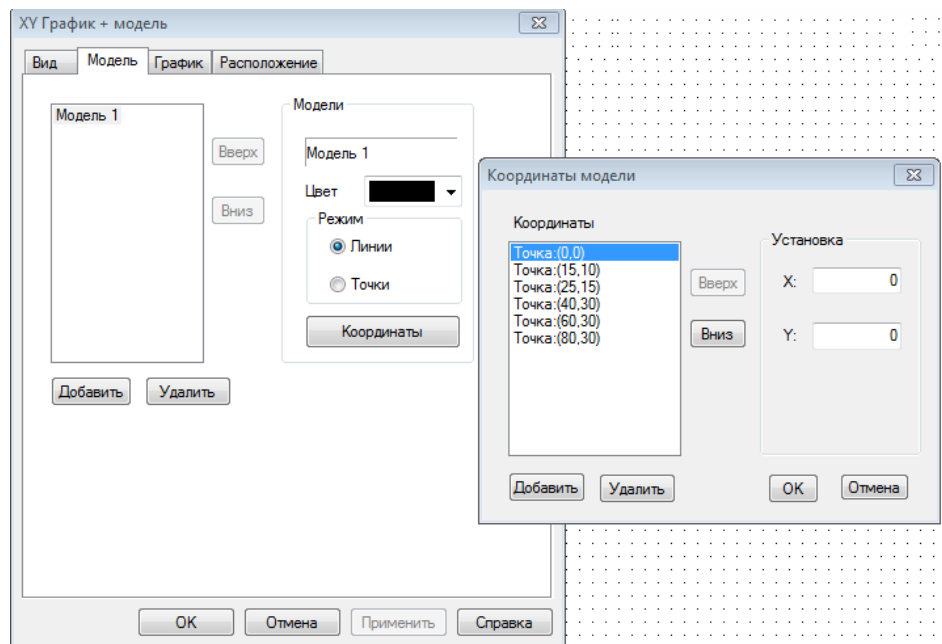 XY График + модель
Вид
Модель
График
Расположение
Модель 1
Вверх
Вниз
Модели
Модель 1
Цвет
Режим
Линии
Точки
Координаты
Добавить
Удалить
OK
Отмена
Применить
Справка
Координаты модели
Координаты
Точка:(0,0)
Точка:(15,10)
Точка:(25,15)
Точка:(40,30)
Точка:(60,30)
Точка:(80,30)
Вверх
Вниз
Установка
X: 0
Y: 0
Добавить
Удалить
OK
Отмена